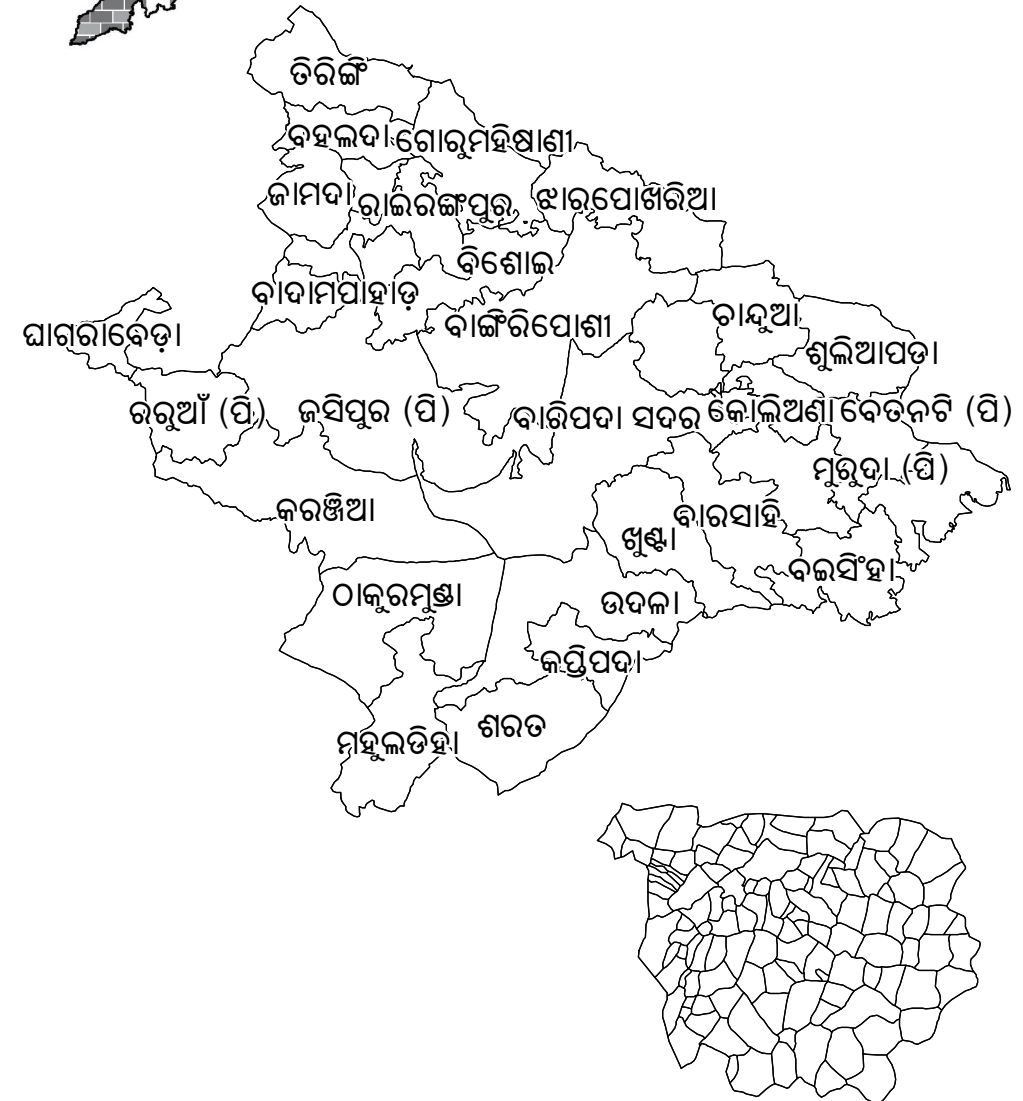 ତିରିଙ୍ଗି
ବହଲଦା ଗୋରୁମହିଷାଣୀ
ଜାମଦା ରାଇରଙ୍ଗପୁର ଝାରପୋଖରିଆ
ବିଶୋଇ
ବାଦାମପାହାଡ଼
ଚାନ୍ଦୁଆ
ଘାଗରାବେଡ଼ା ବାଙ୍ଗିରିପୋଶୀ
ଶୁଲିଆପଡା
ରରୁଆଁ (ପି) ଜସିପୁର (ପି) ବାରିପଦା ସଦର କୋଲିଅଣା ବେତନଟି (ପି)
ମୁରୁଦା (ପି)
କରଞ୍ଜିଆ ବାରସାହି
ଖୁଣ୍ଟା
ବଇସିଂହା
ଠାକୁରମୁଣ୍ଡା ଉଦଳା
କପ୍ତିପଦା
ଶରତ
ମହୁଲଡିହା